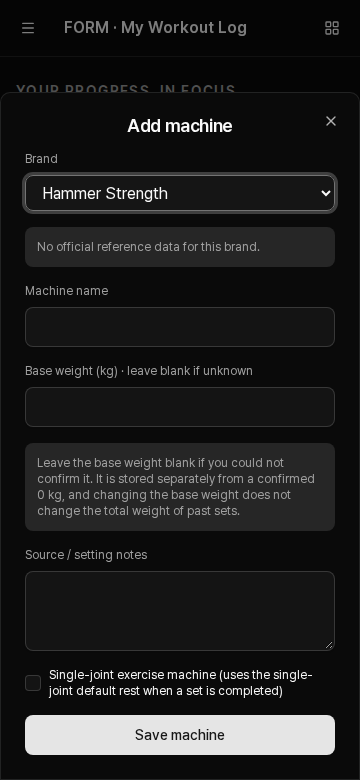 FORM · My Workout Log
YOUR PROGRESS, IN FOCUS
Add machine
Brand
Hammer Strength
No official reference data for this brand.
Machine name
Base weight (kg) · leave blank if unknown
Leave the base weight blank if you could not
confirm it. It is stored separately from a confirmed
0 kg, and changing the base weight does not
change the total weight of past sets.
Source / setting notes
Single-joint exercise machine (uses the single-
joint default rest when a set is completed)
Save machine